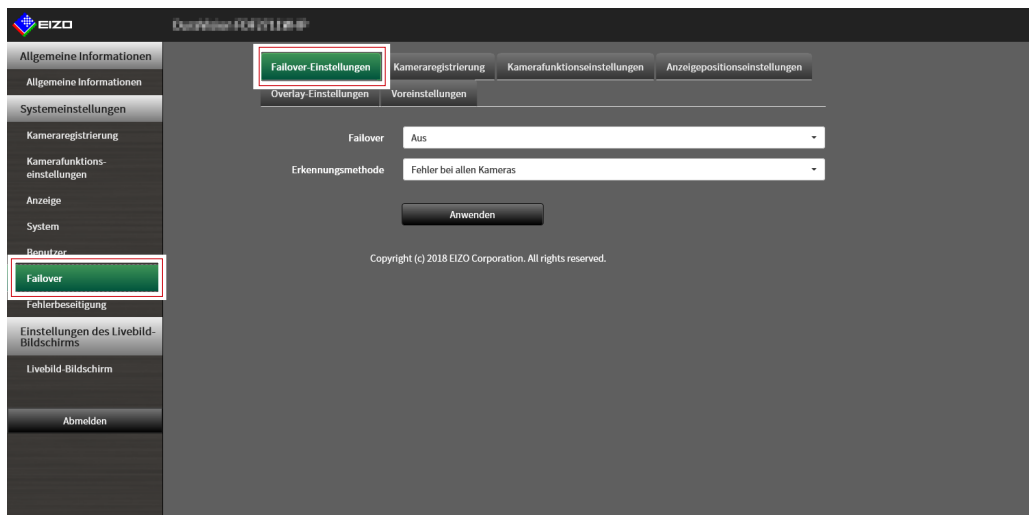 EIZO
Allgemeine Informationen
Allgemeine Informationen
Systemeinstellungen
Kameraregistrierung
Kamerafunktions-
einstellungen
Anzeige
System
Benutzer
Failover
Fehlerbeseitigung
Einstellungen des Livebild-
Bildschirms
Livebild-Bildschirm
Abmelden
Failover-Einstellungen Kameraregistrierung Kamerafunktionseinstellungen Anzeigepositionseinstellungen
Overlay-Einstellungen Voreinstellungen
Failover Aus
Erkennungsmethode Fehler bei allen Kameras
Anwenden
Copyright (c) 2018 EIZO Corporation. All rights reserved.